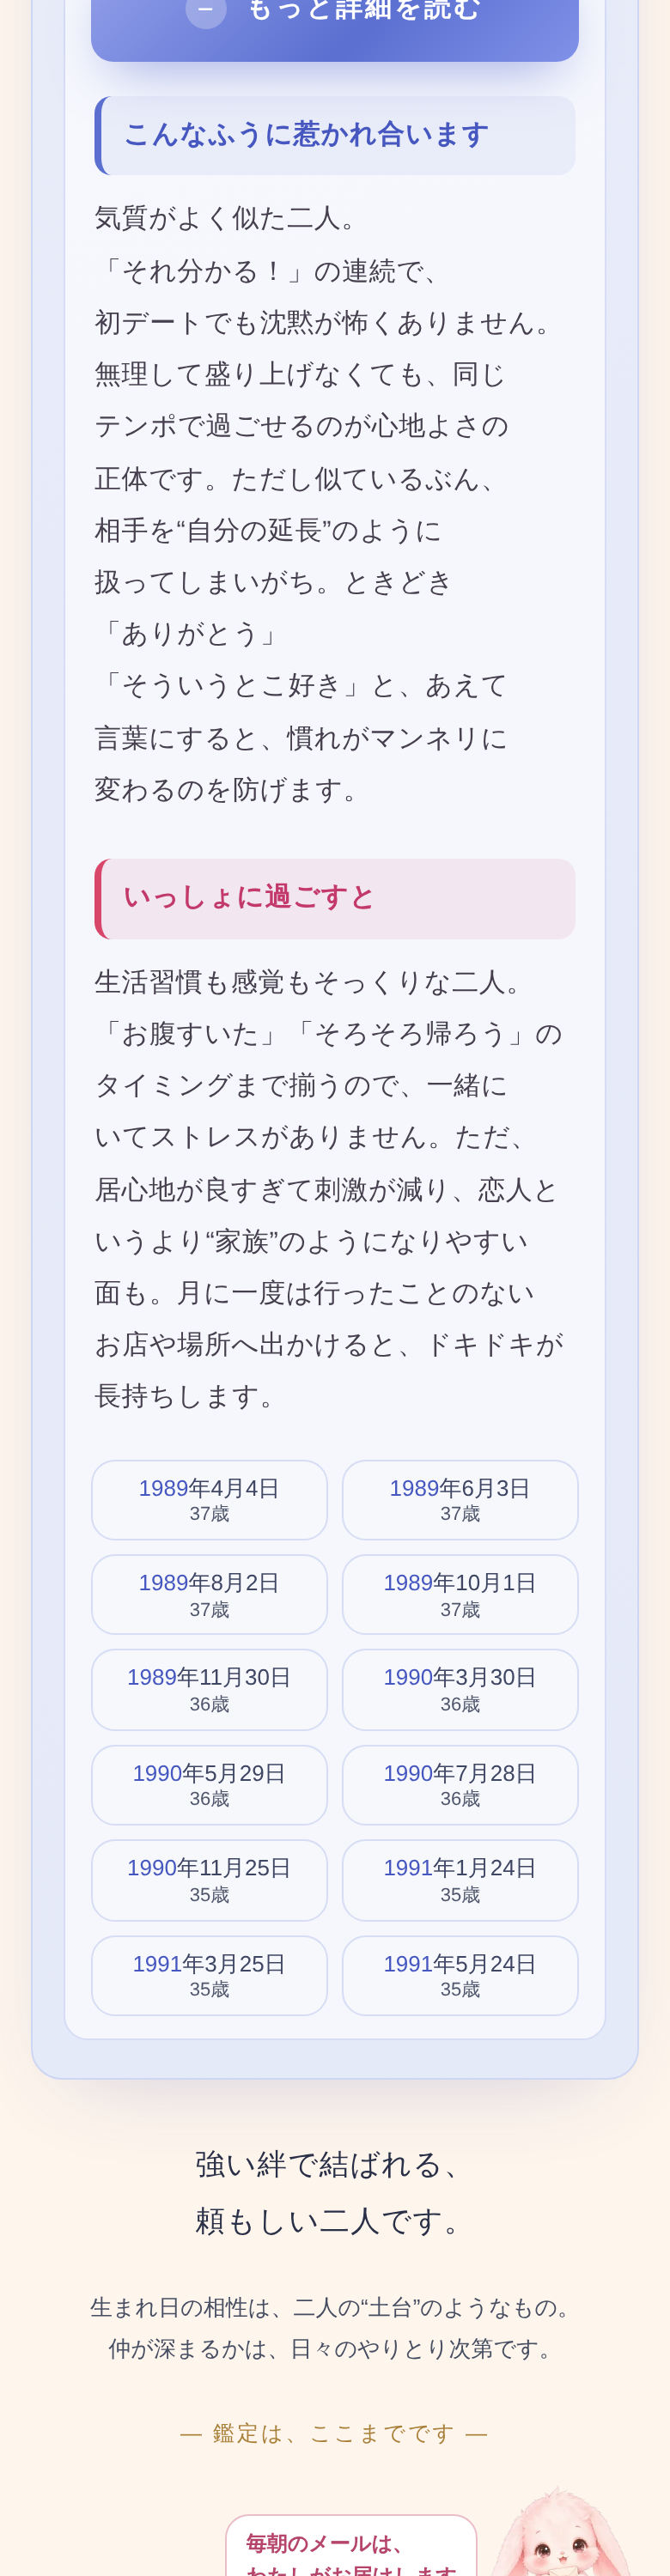 − もっと詳細を読む
こんなふうに惹かれ合います
気質がよく似た二人。
「それ分かる！」の連続で、
初デートでも沈黙が怖くありません。
無理して盛り上げなくても、同じ
テンポで過ごせるのが心地よさの
正体です。ただし似ているぶん、
相手を“自分の延長”のように
扱ってしまいがち。ときどき
「ありがとう」
「そういうとこ好き」と、あえて
言葉にすると、慣れがマンネリに
変わるのを防げます。
いっしょに過ごすと
生活習慣も感覚もそっくりな二人。
「お腹すいた」「そろそろ帰ろう」の
タイミングまで揃うので、一緒に
いてストレスがありません。ただ、
居心地が良すぎて刺激が減り、恋人と
いうより“家族”のようになりやすい
面も。月に一度は行ったことのない
お店や場所へ出かけると、ドキドキが
長持ちします。
1989年4月4日
37歳
1989年6月3日
37歳
1989年8月2日
37歳
1989年10月1日
37歳
1989年11月30日
36歳
1990年3月30日
36歳
1990年5月29日
36歳
1990年7月28日
36歳
1990年11月25日
35歳
1991年1月24日
35歳
1991年3月25日
35歳
1991年5月24日
35歳
強い絆で結ばれる、
頼もしい二人です。
生まれ日の相性は、二人の“土台”のようなもの。
仲が深まるかは、日々のやりとり次第です。
— 鑑定は、ここまでです —
毎朝のメールは、
わたしがお届けします